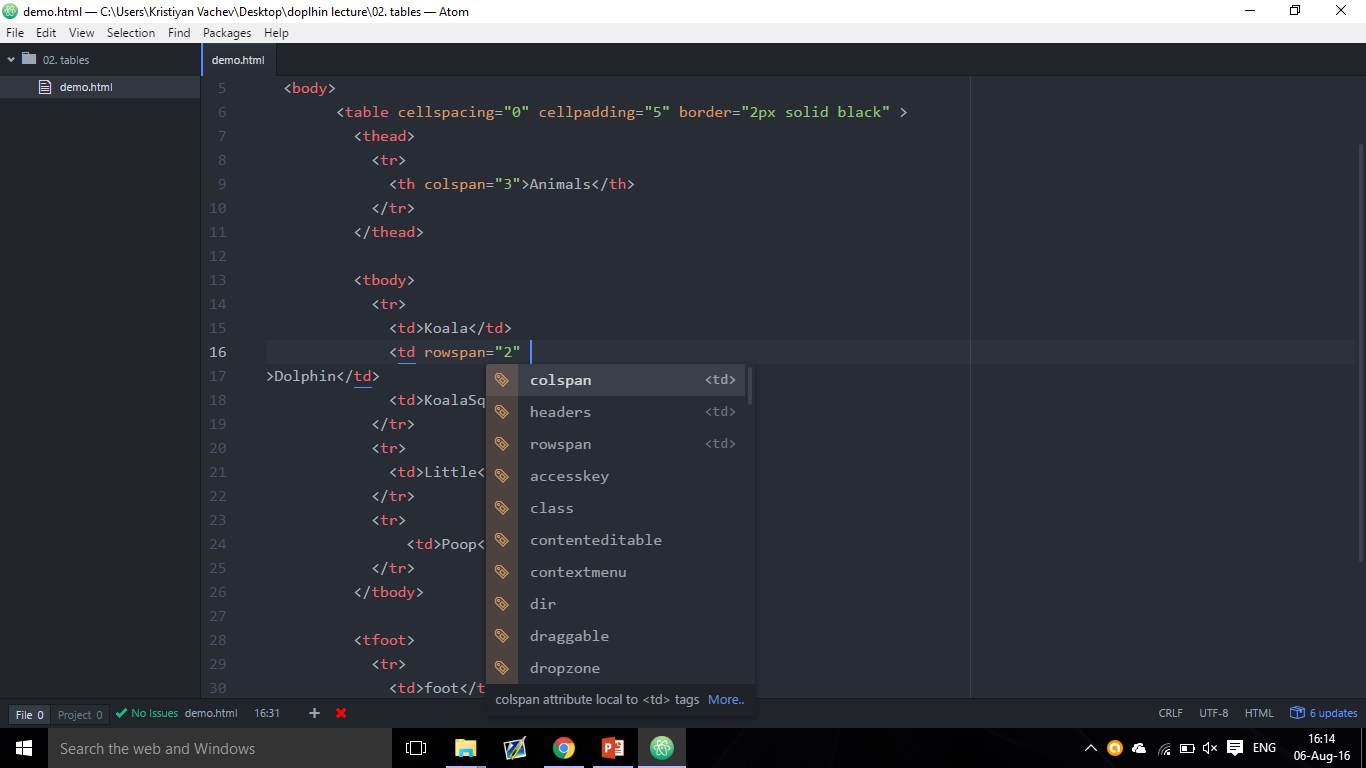 demo.html — C:\Users\Kristiyan Vachev\Desktop\doplhin lecture\02. tables — Atom
File Edit View Selection Find Packages Help
02. tables
demo.html
demo.html
5 <body>
6 <table cellspacing="0" cellpadding="5" border="2px solid black" >
7 <thead>
8 <tr>
9 <th colspan="3">Animals</th>
10 </tr>
11 </thead>
12
13 <tbody>
14 <tr>
15 <td>Koala</td>
16 <td rowspan="2"
17 >Dolphin</td>
18 <td>KoalaSq
19 </tr>
20 <tr>
21 <td>Little<
22 </tr>
23 <tr>
24 <td>Poop<
25 </tr>
26 </tbody>
27
28 <tfoot>
29 <tr>
30 <td>foot</t
colspan <td>
headers <td>
rowspan <td>
accesskey
class
contenteditable
contextmenu
dir
draggable
dropzone
colspan attribute local to <td> tags More..
File 0 Project 0 No Issues demo.html 16:31 CRLF UTF-8 HTML 6 updates
Search the web and Windows
ENG
16:14
06-Aug-16